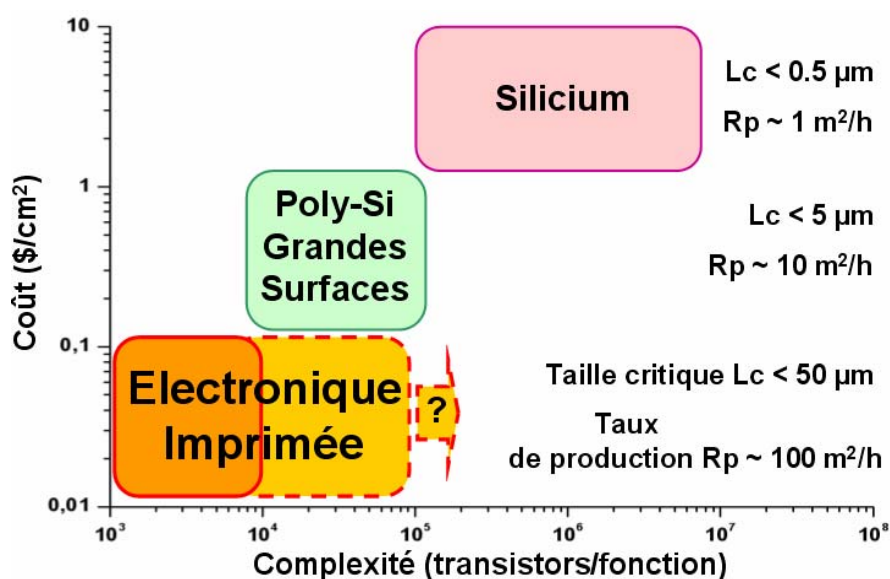 10
Silicium
Lc < 0.5 µm
Rp ~ 1 m²/h
1
Poly-Si
Grandes
Surfaces
Lc < 5 µm
Rp ~ 10 m²/h
Coût ($/cm²)
0,1
Electronique
Imprimée
?
Taille critique Lc < 50 µm
Taux
de production Rp ~ 100 m²/h
0,01
10³ 10⁴ 10⁵ 10⁶ 10⁷ 10⁸
Complexité (transistors/fonction)